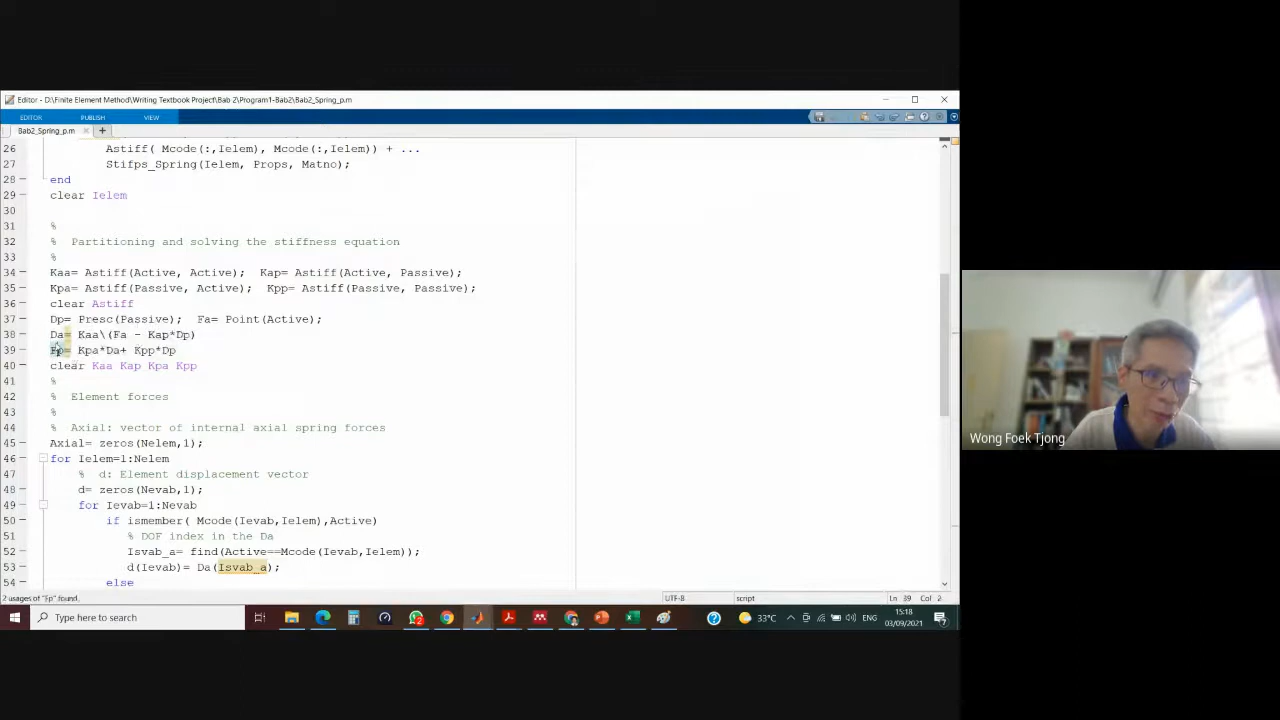 Editor - D:\Finite Element Method\Writing Textbook Project\Bab 2\Program1-Bab2\Bab2_Spring_p.m
EDITOR PUBLISH VIEW
Bab2_Spring_p.m
26 Astiff( Mcode(:,Ielem), Mcode(:,Ielem)) + ...
27 Stifps_Spring(Ielem, Props, Matno);
28 end
29 clear Ielem
30
31 %
32 % Partitioning and solving the stiffness equation
33 %
34 Kaa= Astiff(Active, Active); Kap= Astiff(Active, Passive);
35 Kpa= Astiff(Passive, Active); Kpp= Astiff(Passive, Passive);
36 clear Astiff
37 Dp= Presc(Passive); Fa= Point(Active);
38 Da= Kaa\(Fa - Kap*Dp)
39 Fp= Kpa*Da+ Kpp*Dp
40 clear Kaa Kap Kpa Kpp
41 %
42 % Element forces
43 %
44 % Axial: vector of internal axial spring forces
45 Axial= zeros(Nelem,1);
46 for Ielem=1:Nelem
47 % d: Element displacement vector
48 d= zeros(Nevab,1);
49 for Ievab=1:Nevab
50 if ismember( Mcode(Ievab,Ielem),Active)
51 % DOF index in the Da
52 Isvab_a= find(Active==Mcode(Ievab,Ielem));
53 d(Ievab)= Da(Isvab_a);
54 else
2 usages of "Fp" found.
UTF-8 script Ln 39 Col 2
Type here to search
33°C ENG 15:18
03/09/2021
Wong Foek Tjong